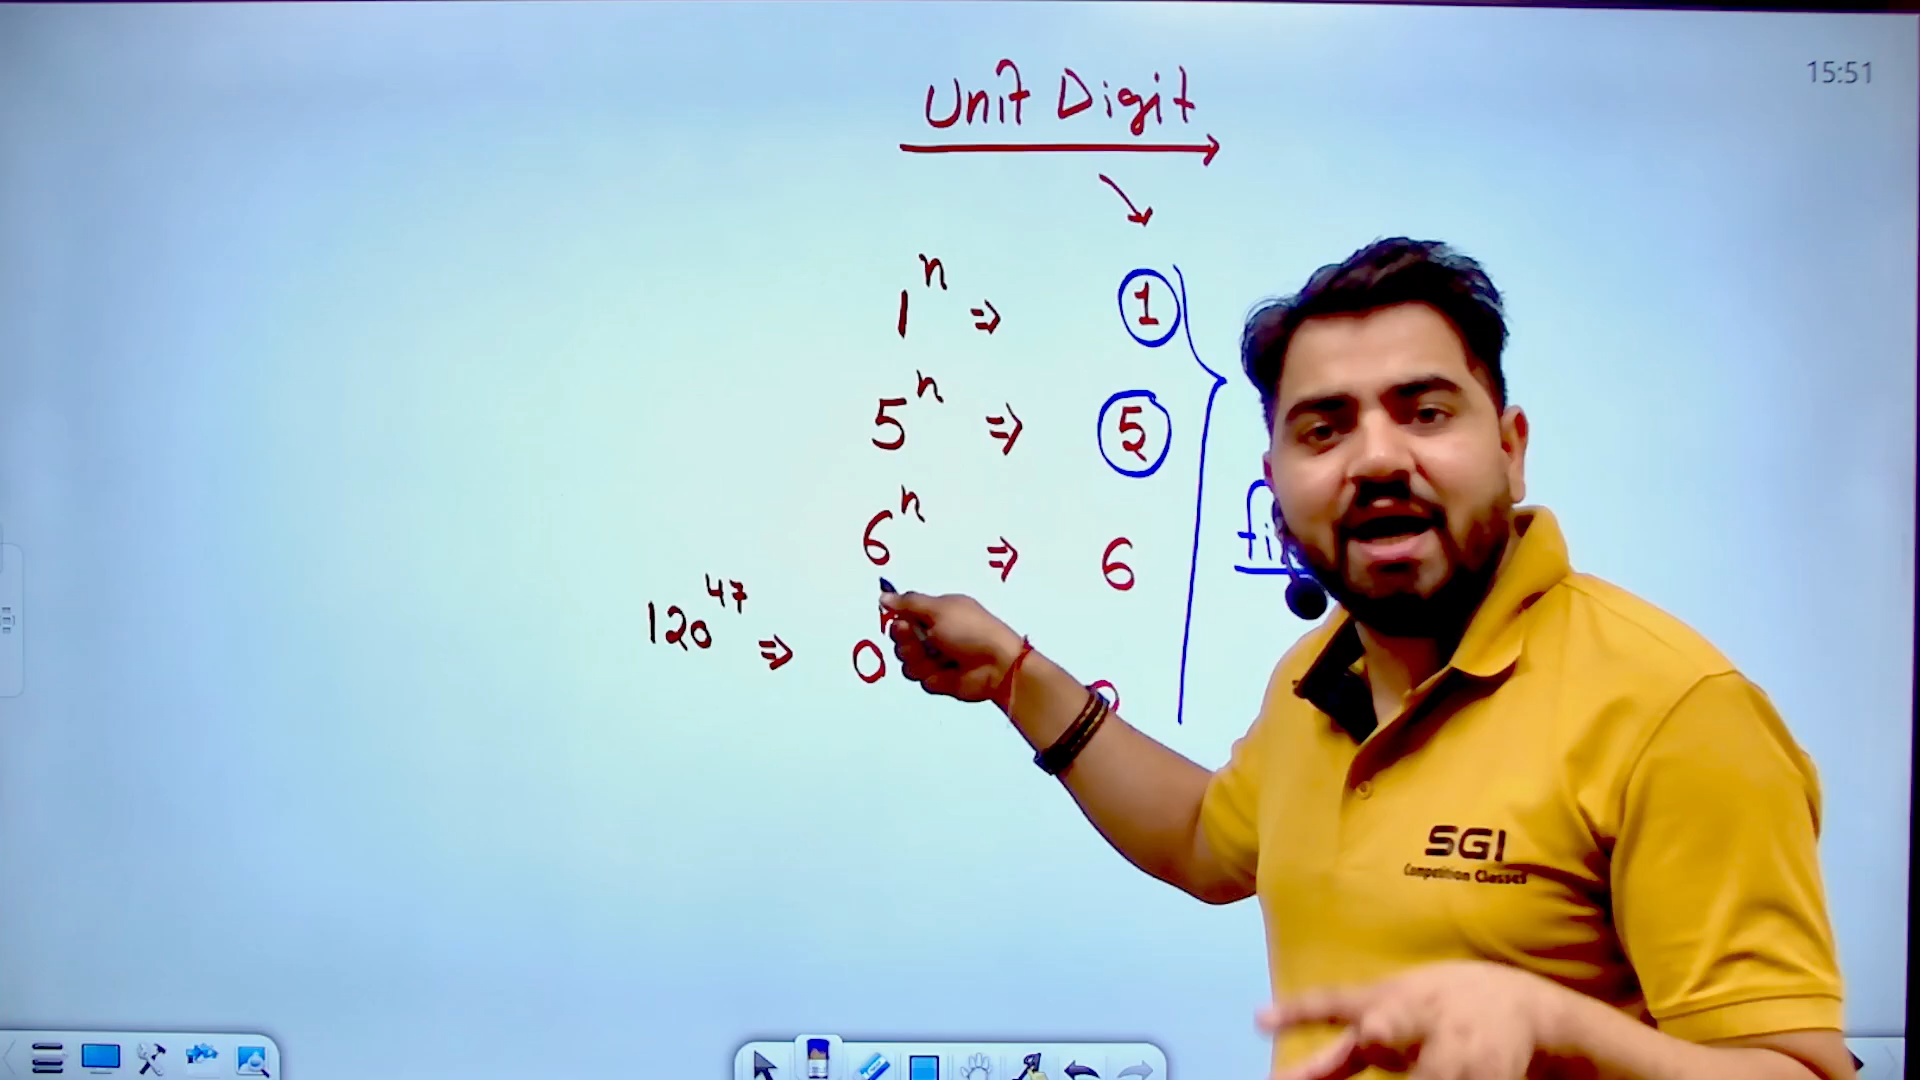 15:51
Unit Digit
1ⁿ ⇒ 1
5ⁿ ⇒ 5
6ⁿ ⇒ 6
120⁴⁷ ⇒ 0
SGI
Competition Classes